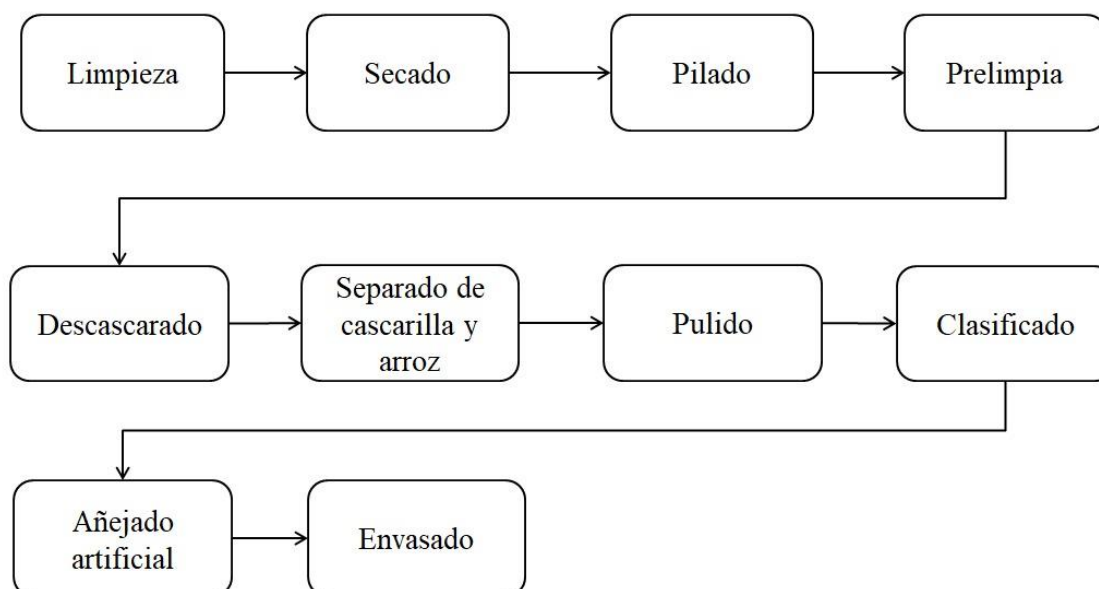 Limpieza
Secado
Pilado
Prelimpia
Descascarado
Separado de
cascarilla y
arroz
Pulido
Clasificado
Añejado
artificial
Envasado